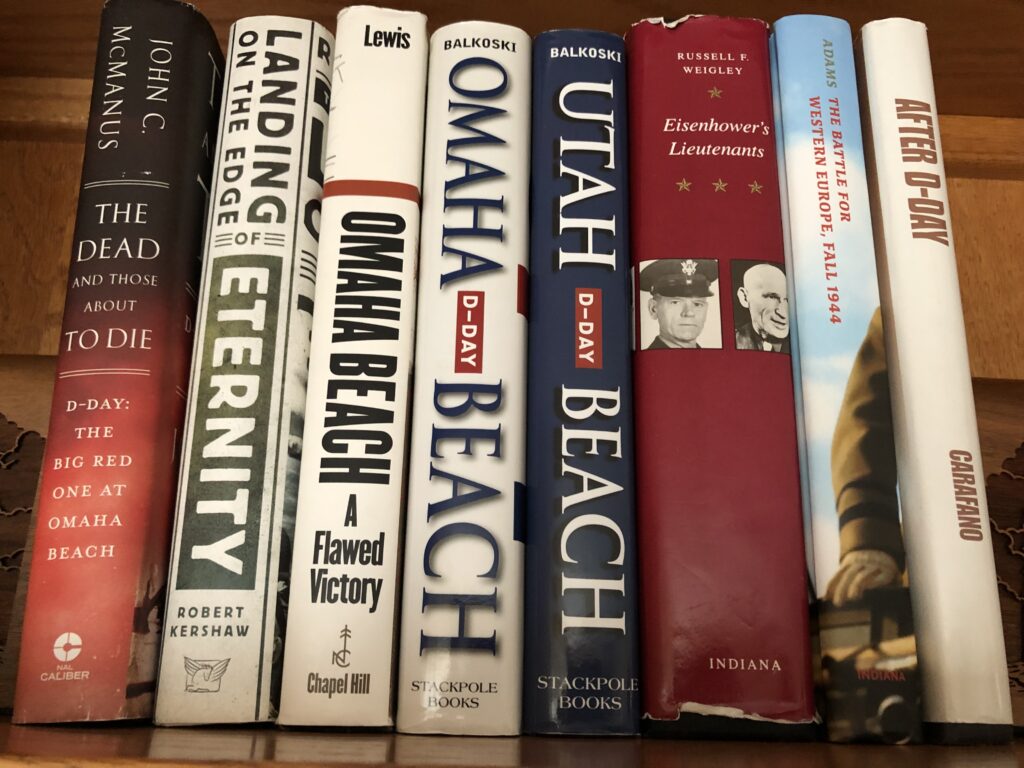 JOHN C.
McMANUS
THE
DEAD
AND THOSE
ABOUT
TO DIE
D-DAY:
THE
BIG RED
ONE AT
OMAHA
BEACH
NAL
CALIBER
LANDING
ON THE EDGE
OF
ETERNITY
ROBERT
KERSHAW
Lewis
OMAHA BEACH
A
Flawed
Victory
Chapel Hill
BALKOSKI
OMAHA
D-DAY
BEACH
STACKPOLE
BOOKS
BALKOSKI
UTAH
D-DAY
BEACH
STACKPOLE
BOOKS
RUSSELL F.
WEIGLEY
Eisenhower's
Lieutenants
INDIANA
ADAMS
THE BATTLE FOR
WESTERN EUROPE, FALL 1944
INDIANA
AFTER D-DAY
CARAFANO